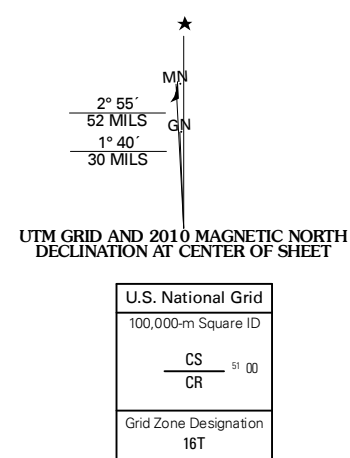 ★
MN
2° 55´
52 MILS
GN
1° 40´
30 MILS
UTM GRID AND 2010 MAGNETIC NORTH
DECLINATION AT CENTER OF SHEET
U.S. National Grid
100,000-m Square ID
CS
51 00
CR
Grid Zone Designation
16T